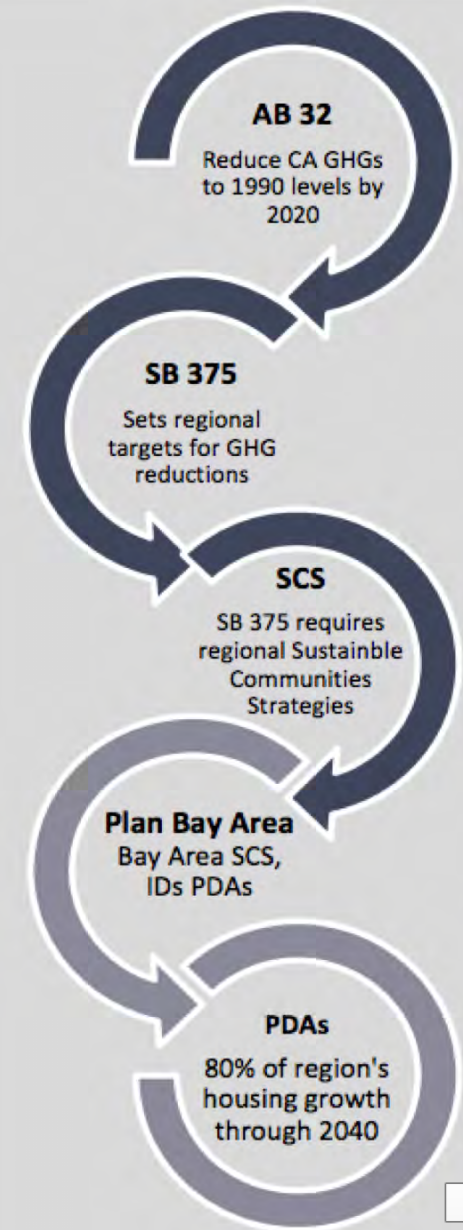 AB 32
Reduce CA GHGs
to 1990 levels by
2020
SB 375
Sets regional
targets for GHG
reductions
SCS
SB 375 requires
regional Sustainble
Communities
Strategies
Plan Bay Area
Bay Area SCS,
IDs PDAs
PDAs
80% of region's
housing growth
through 2040